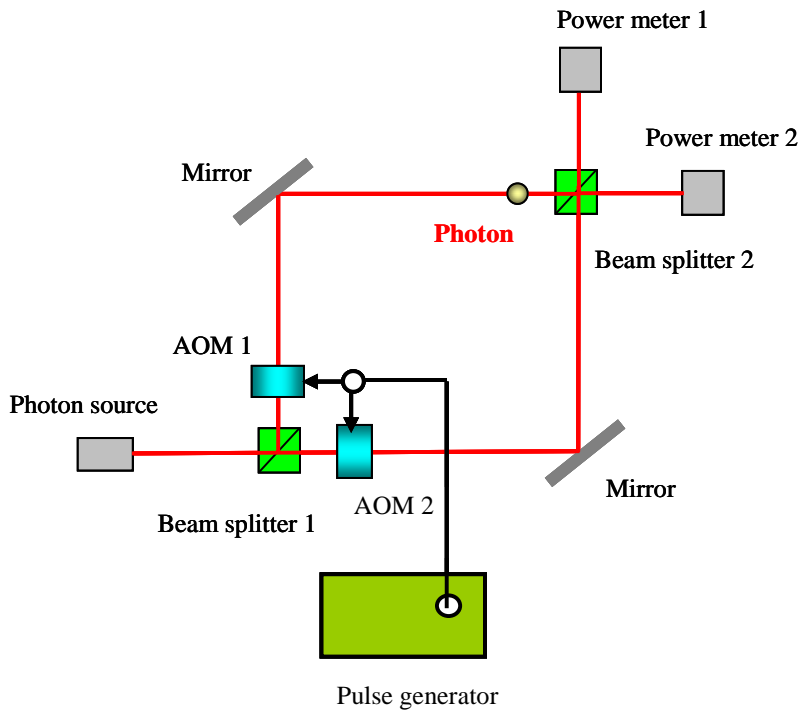 Power meter 1
Power meter 2
Mirror
Photon
Beam splitter 2
AOM 1
Photon source
Mirror
AOM 2
Beam splitter 1
Pulse generator